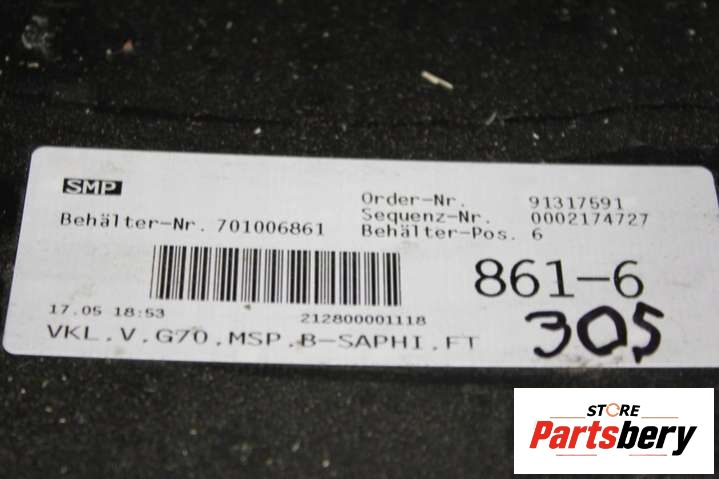 SMP
Order-Nr. 91317591
Sequenz-Nr. 0002174727
Behälter-Nr. 701006861
Behälter-Pos. 6
861-6
17.05 18:53
212800001118
VKL.V.G70.MSP.B-SAPHI.FT
305
STORE
Partsbery